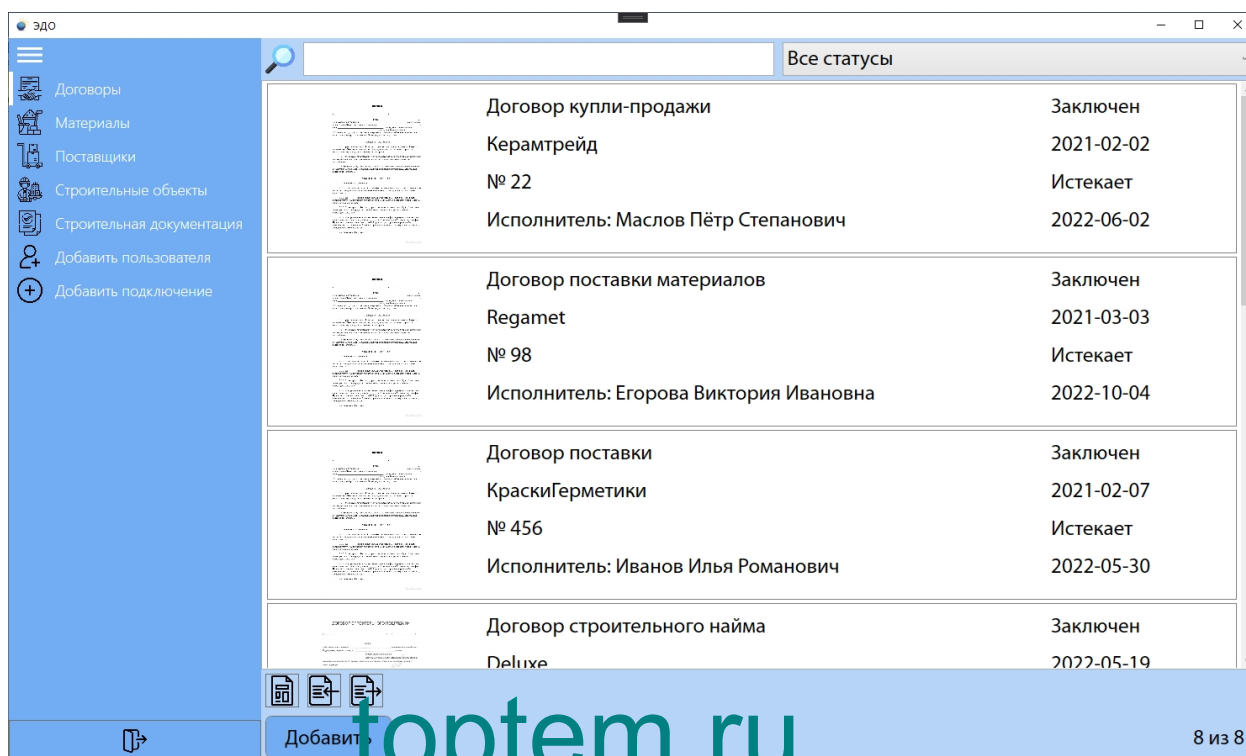 ЭДО
Все статусы
Договоры
Материалы
Поставщики
Строительные объекты
Строительная документация
Добавить пользователя
Добавить подключение
Договор купли-продажи
Заключен
Керамтрейд
2021-02-02
№ 22
Истекает
Исполнитель: Маслов Пётр Степанович
2022-06-02
Договор поставки материалов
Заключен
Regamet
2021-03-03
№ 98
Истекает
Исполнитель: Егорова Виктория Ивановна
2022-10-04
Договор поставки
Заключен
КраскиГерметики
2021-02-07
№ 456
Истекает
Исполнитель: Иванов Илья Романович
2022-05-30
Договор строительного найма
Заключен
Deluxe
2022-05-19
Добавить
8 из 8
toptem.ru